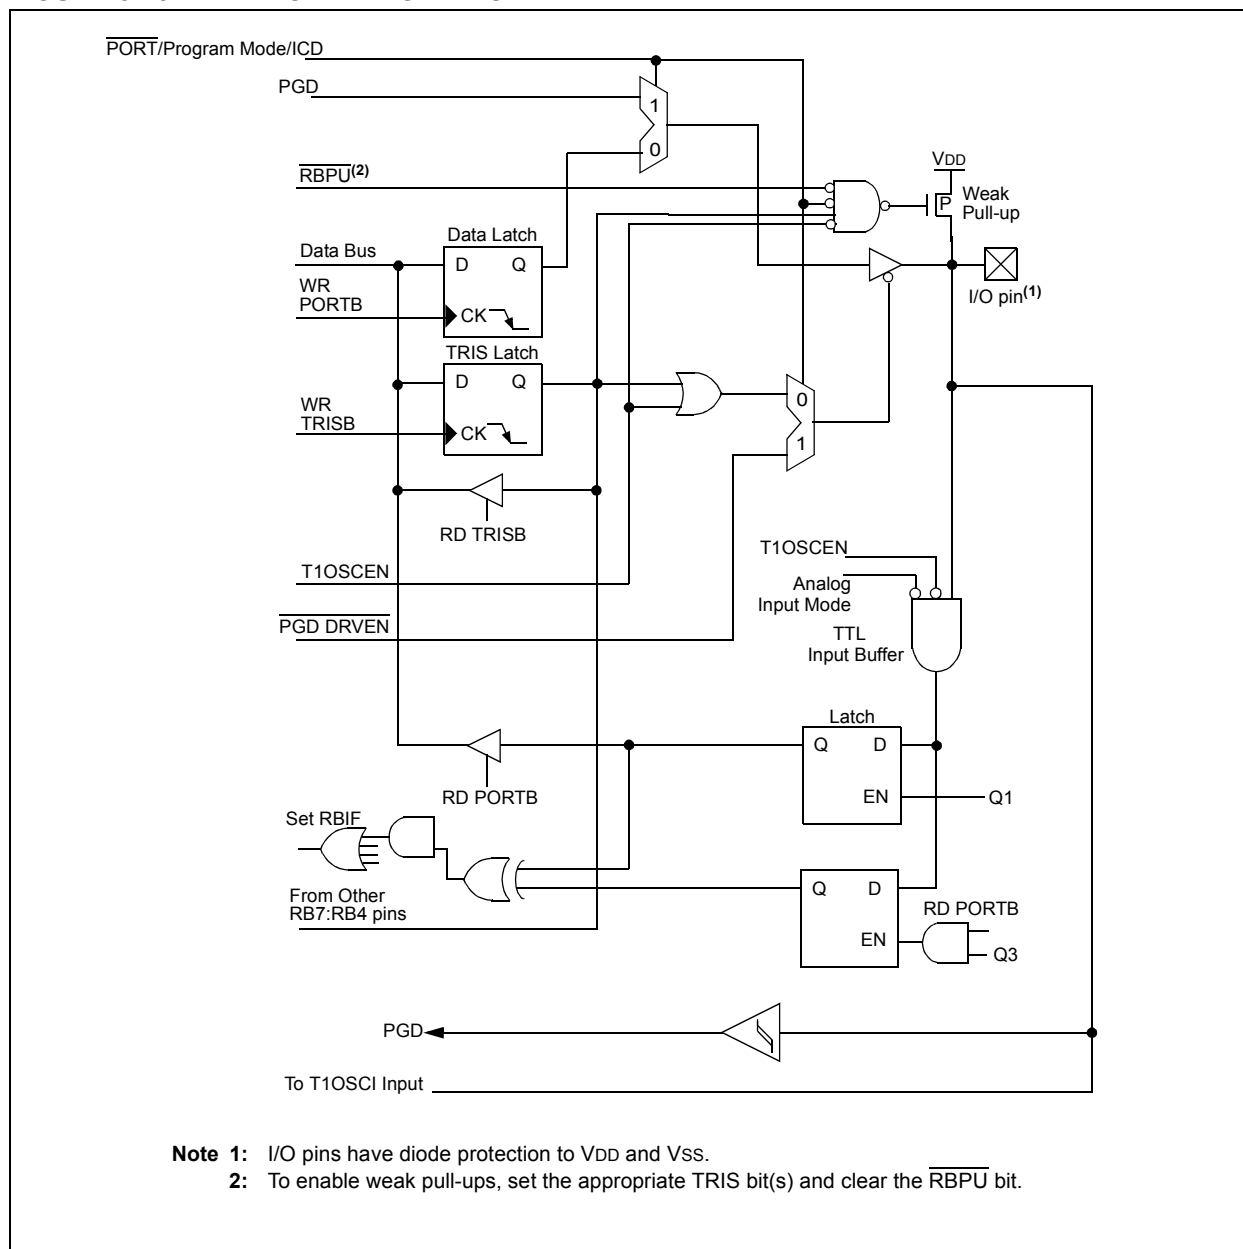 PORT/Program Mode/ICD
PGD
1
0
RBPU(2)
VDD
P
Weak
Pull-up
Data Latch
Data Bus
D
Q
WR
PORTB
CK
I/O pin(1)
TRIS Latch
D
Q
WR
TRISB
CK
0
1
RD TRISB
T1OSCEN
T1OSCEN
Analog
Input Mode
PGD DRVEN
TTL
Input Buffer
Latch
Q
D
EN
Q1
RD PORTB
Set RBIF
From Other
RB7:RB4 pins
Q
D
EN
RD PORTB
Q3
PGD
To T1OSCI Input
Note 1: I/O pins have diode protection to VDD and VSS.
2: To enable weak pull-ups, set the appropriate TRIS bit(s) and clear the RBPU bit.